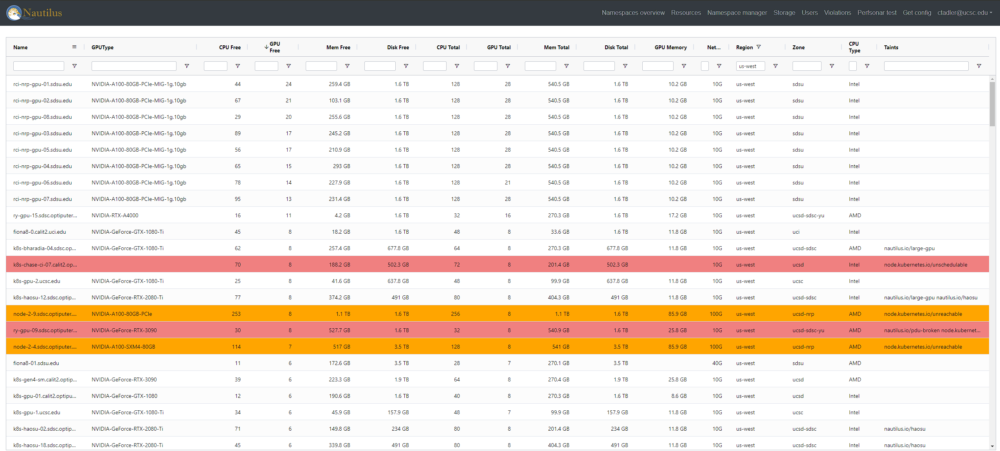 Nautilus
Namespaces overview Resources Namespace manager Storage Users Violations Perfsonar test Get config ctadler@ucsc.edu
Name GPUType CPU Free GPU Free Mem Free Disk Free CPU Total GPU Total Mem Total Disk Total GPU Memory Net... Region Zone CPU Type Taints
us-west
rci-nrp-gpu-01.sdsu.edu NVIDIA-A100-80GB-PCIe-MIG-1g.10gb 44 24 259.4 GB 1.6 TB 128 28 540.5 GB 1.6 TB 10.2 GB 10G us-west sdsu Intel
rci-nrp-gpu-02.sdsu.edu NVIDIA-A100-80GB-PCIe-MIG-1g.10gb 67 21 103.1 GB 1.6 TB 128 28 540.5 GB 1.6 TB 10.2 GB 10G us-west sdsu Intel
rci-nrp-gpu-08.sdsu.edu NVIDIA-A100-80GB-PCIe-MIG-1g.10gb 29 20 255.6 GB 1.6 TB 128 28 540.5 GB 1.6 TB 10.2 GB 10G us-west sdsu Intel
rci-nrp-gpu-03.sdsu.edu NVIDIA-A100-80GB-PCIe-MIG-1g.10gb 89 17 245.2 GB 1.6 TB 128 28 540.5 GB 1.6 TB 10.2 GB 10G us-west sdsu Intel
rci-nrp-gpu-05.sdsu.edu NVIDIA-A100-80GB-PCIe-MIG-1g.10gb 56 17 210.9 GB 1.6 TB 128 28 540.5 GB 1.6 TB 10.2 GB 10G us-west sdsu Intel
rci-nrp-gpu-04.sdsu.edu NVIDIA-A100-80GB-PCIe-MIG-1g.10gb 65 15 293 GB 1.6 TB 128 28 540.5 GB 1.6 TB 10.2 GB 10G us-west sdsu Intel
rci-nrp-gpu-06.sdsu.edu NVIDIA-A100-80GB-PCIe-MIG-1g.10gb 78 14 227.9 GB 1.6 TB 128 21 540.5 GB 1.6 TB 10.2 GB 10G us-west sdsu Intel
rci-nrp-gpu-07.sdsu.edu NVIDIA-A100-80GB-PCIe-MIG-1g.10gb 95 13 231.4 GB 1.6 TB 128 28 540.5 GB 1.6 TB 10.2 GB 10G us-west sdsu Intel
ry-gpu-15.sdsc.optiputer... NVIDIA-RTX-A4000 16 11 4.2 GB 1.6 TB 32 16 270.3 GB 1.6 TB 17.2 GB 10G us-west ucsd-sdsc-yu AMD
fiona8-0.calit2.uci.edu NVIDIA-GeForce-GTX-1080-Ti 45 8 18.2 GB 1.6 TB 48 8 33.6 GB 1.6 TB 11.8 GB 10G us-west uci Intel
k8s-bharadia-04.sdsc.op... NVIDIA-GeForce-GTX-1080-Ti 62 8 257.4 GB 677.8 GB 64 8 270.3 GB 677.8 GB 11.8 GB 10G us-west ucsd-sdsc AMD nautilus.io/large-gpu
k8s-chase-ci-07.calit2.op... 70 8 188.2 GB 502.3 GB 72 8 201.4 GB 502.3 GB 10G us-west ucsd Intel node.kubernetes.io/unschedulable
k8s-gpu-2.ucsc.edu NVIDIA-GeForce-GTX-1080-Ti 25 8 41.6 GB 637.8 GB 48 8 99.9 GB 637.8 GB 11.8 GB 10G us-west ucsc Intel
k8s-haosu-12.sdsc.optip... NVIDIA-GeForce-RTX-2080-Ti 77 8 374.2 GB 491 GB 80 8 404.3 GB 491 GB 11.8 GB 10G us-west ucsd-sdsc Intel nautilus.io/large-gpu nautilus.io/haosu
node-2-9.sdsc.optiputer.... NVIDIA-A100-80GB-PCIe 253 8 1.1 TB 1.6 TB 256 8 1.1 TB 1.6 TB 85.9 GB 100G us-west ucsd-nrp AMD node.kubernetes.io/unreachable
ry-gpu-09.sdsc.optiputer... NVIDIA-GeForce-RTX-3090 30 8 527.7 GB 1.6 TB 32 8 540.9 GB 1.6 TB 25.8 GB 10G us-west ucsd-sdsc-yu AMD nautilus.io/pdu-broken node.kubernet...
node-2-4.sdsc.optiputer.... NVIDIA-A100-SXM4-80GB 114 7 517 GB 3.5 TB 128 8 541 GB 3.5 TB 85.9 GB 100G us-west ucsd-nrp AMD node.kubernetes.io/unreachable
fiona8-01.sdsu.edu 11 6 172.6 GB 3.5 TB 28 7 270.1 GB 3.5 TB 40G us-west sdsu AMD
k8s-gen4-sm.calit2.optip... NVIDIA-GeForce-RTX-3090 39 6 223.3 GB 1.9 TB 64 8 270.4 GB 1.9 TB 25.8 GB 10G us-west ucsd AMD
k8s-gpu-01.calit2.optipu... NVIDIA-GeForce-GTX-1080 12 6 190.6 GB 1.6 TB 40 8 270.3 GB 1.6 TB 8.6 GB 10G us-west ucsd Intel
k8s-gpu-1.ucsc.edu NVIDIA-GeForce-GTX-1080-Ti 34 6 45.9 GB 157.9 GB 48 7 99.9 GB 157.9 GB 11.8 GB 10G us-west ucsc Intel
k8s-haosu-02.sdsc.optip... NVIDIA-GeForce-RTX-2080-Ti 71 6 149.8 GB 234 GB 80 8 201.4 GB 234 GB 11.8 GB 10G us-west ucsd-sdsc Intel nautilus.io/haosu
k8s-haosu-18.sdsc.optip... NVIDIA-GeForce-RTX-2080-Ti 45 6 339.8 GB 491 GB 80 8 404.3 GB 491 GB 11.8 GB 10G us-west ucsd-sdsc Intel nautilus.io/haosu